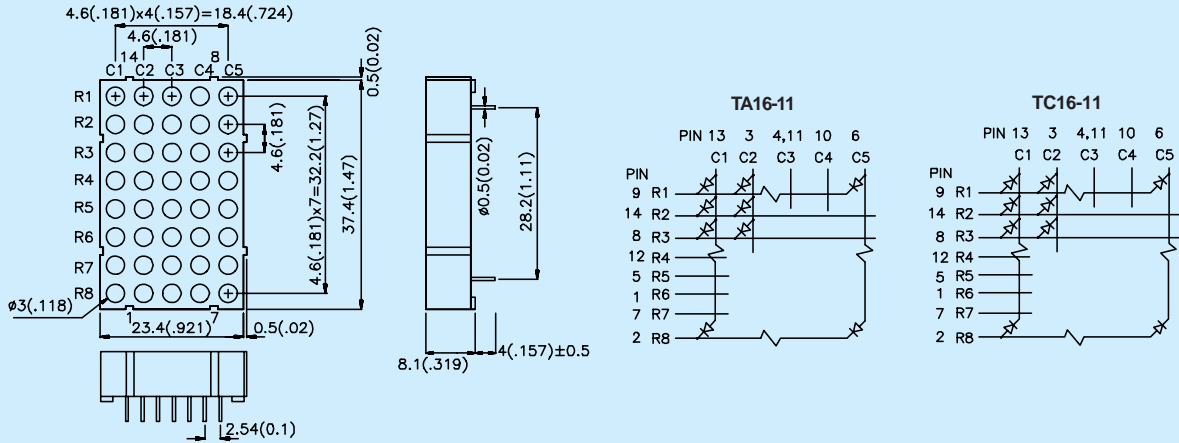 4.6(.181)x4(.157)=18.4(.724)
4.6(.181)
14 8
C1 C2 C3 C4 C5
0.5(0.02)
R1
R2
R3
R4
R5
R6
R7
R8
4.6(.181)
4.6(.181)x7=32.2(1.27)
37.4(1.47)
ø3(.118)
1 7
23.4(.921)
0.5(.02)
2.54(0.1)
ø0.5(0.02)
28.2(1.11)
8.1(.319)
4(.157)±0.5
TA16-11
PIN 13 3 4,11 10 6
C1 C2 C3 C4 C5
PIN
9 R1
14 R2
8 R3
12 R4
5 R5
1 R6
7 R7
2 R8
TC16-11
PIN 13 3 4,11 10 6
C1 C2 C3 C4 C5
PIN
9 R1
14 R2
8 R3
12 R4
5 R5
1 R6
7 R7
2 R8